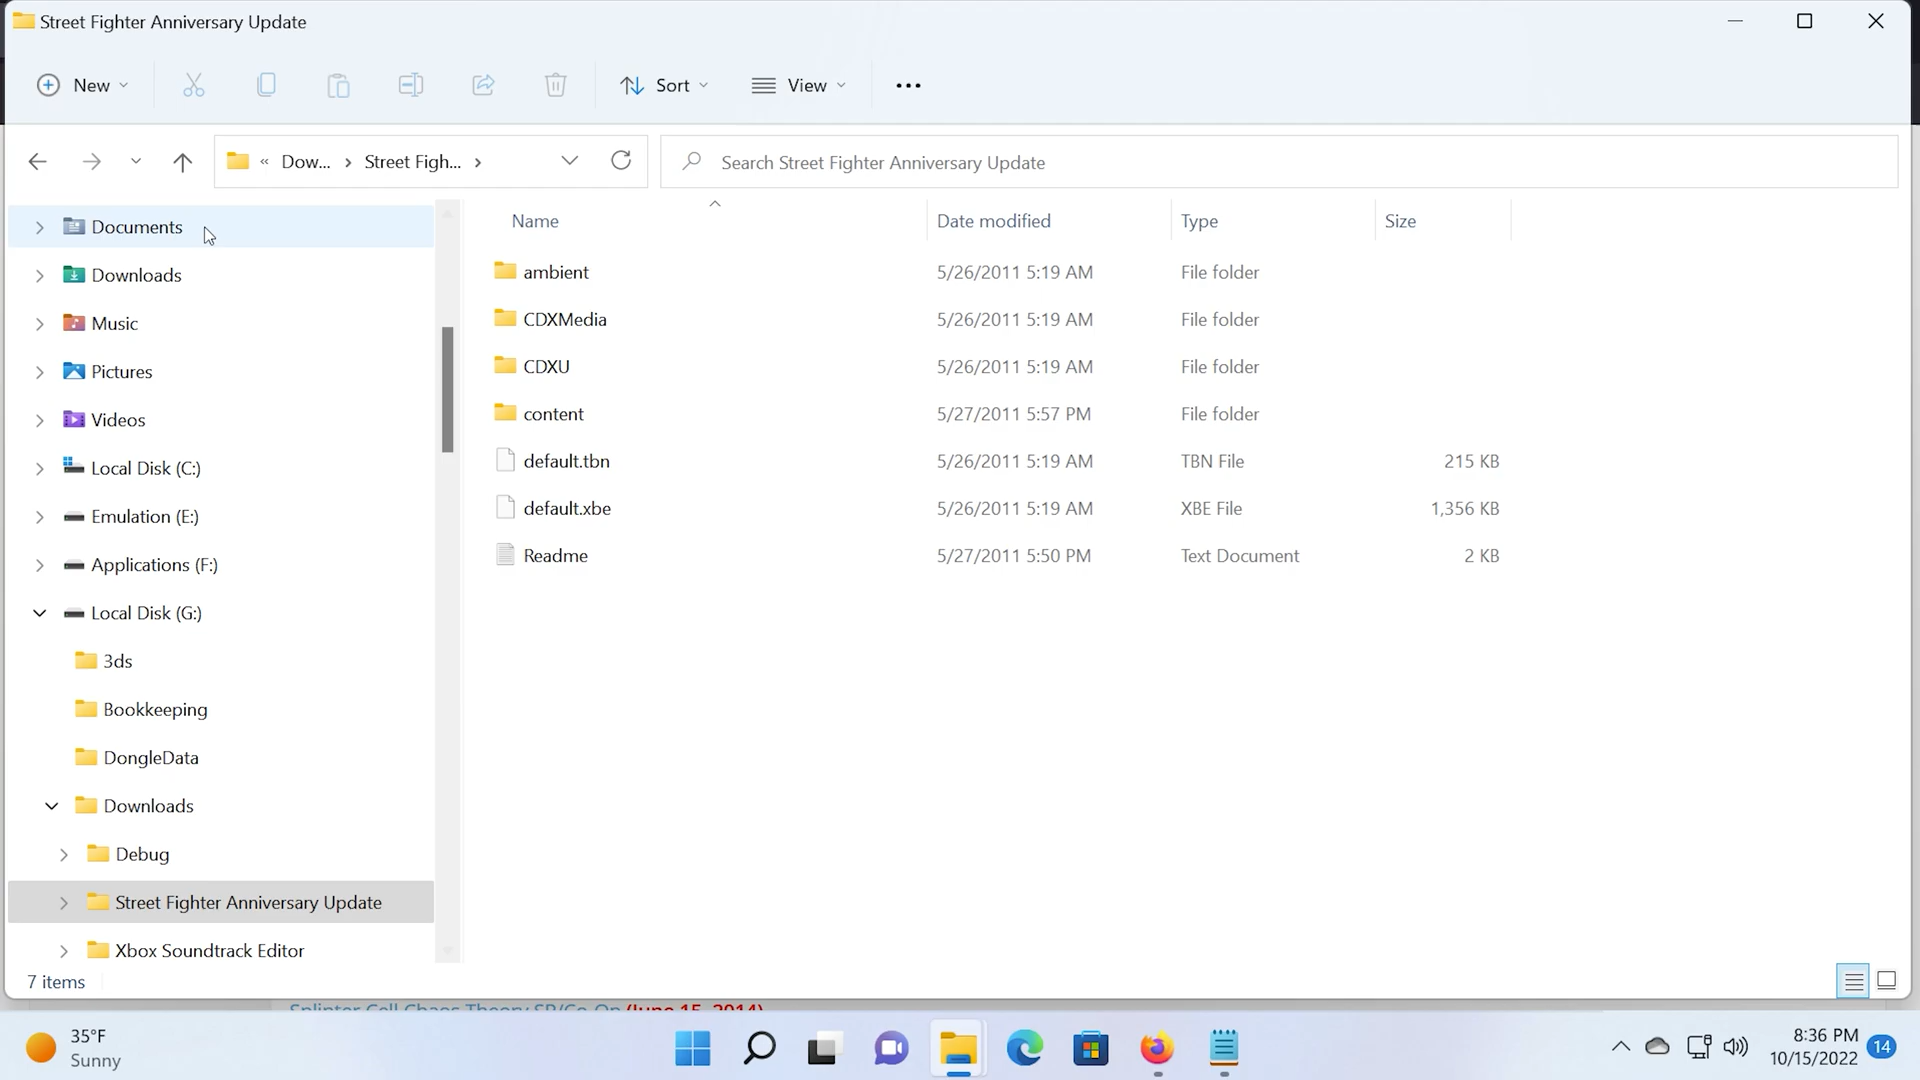 Street Fighter Anniversary Update
New
Sort
View
« Dow... › Street Figh... ›
Search Street Fighter Anniversary Update
Documents
Downloads
Music
Pictures
Videos
Local Disk (C:)
Emulation (E:)
Applications (F:)
Local Disk (G:)
3ds
Bookkeeping
DongleData
Downloads
Debug
Street Fighter Anniversary Update
Xbox Soundtrack Editor
Name Date modified Type Size
ambient 5/26/2011 5:19 AM File folder
CDXMedia 5/26/2011 5:19 AM File folder
CDXU 5/26/2011 5:19 AM File folder
content 5/27/2011 5:57 PM File folder
default.tbn 5/26/2011 5:19 AM TBN File 215 KB
default.xbe 5/26/2011 5:19 AM XBE File 1,356 KB
Readme 5/27/2011 5:50 PM Text Document 2 KB
7 items
Splinter Cell Chaos Theory SP/Co-Op (June 15, 2014)
35°F
Sunny
8:36 PM
10/15/2022
14